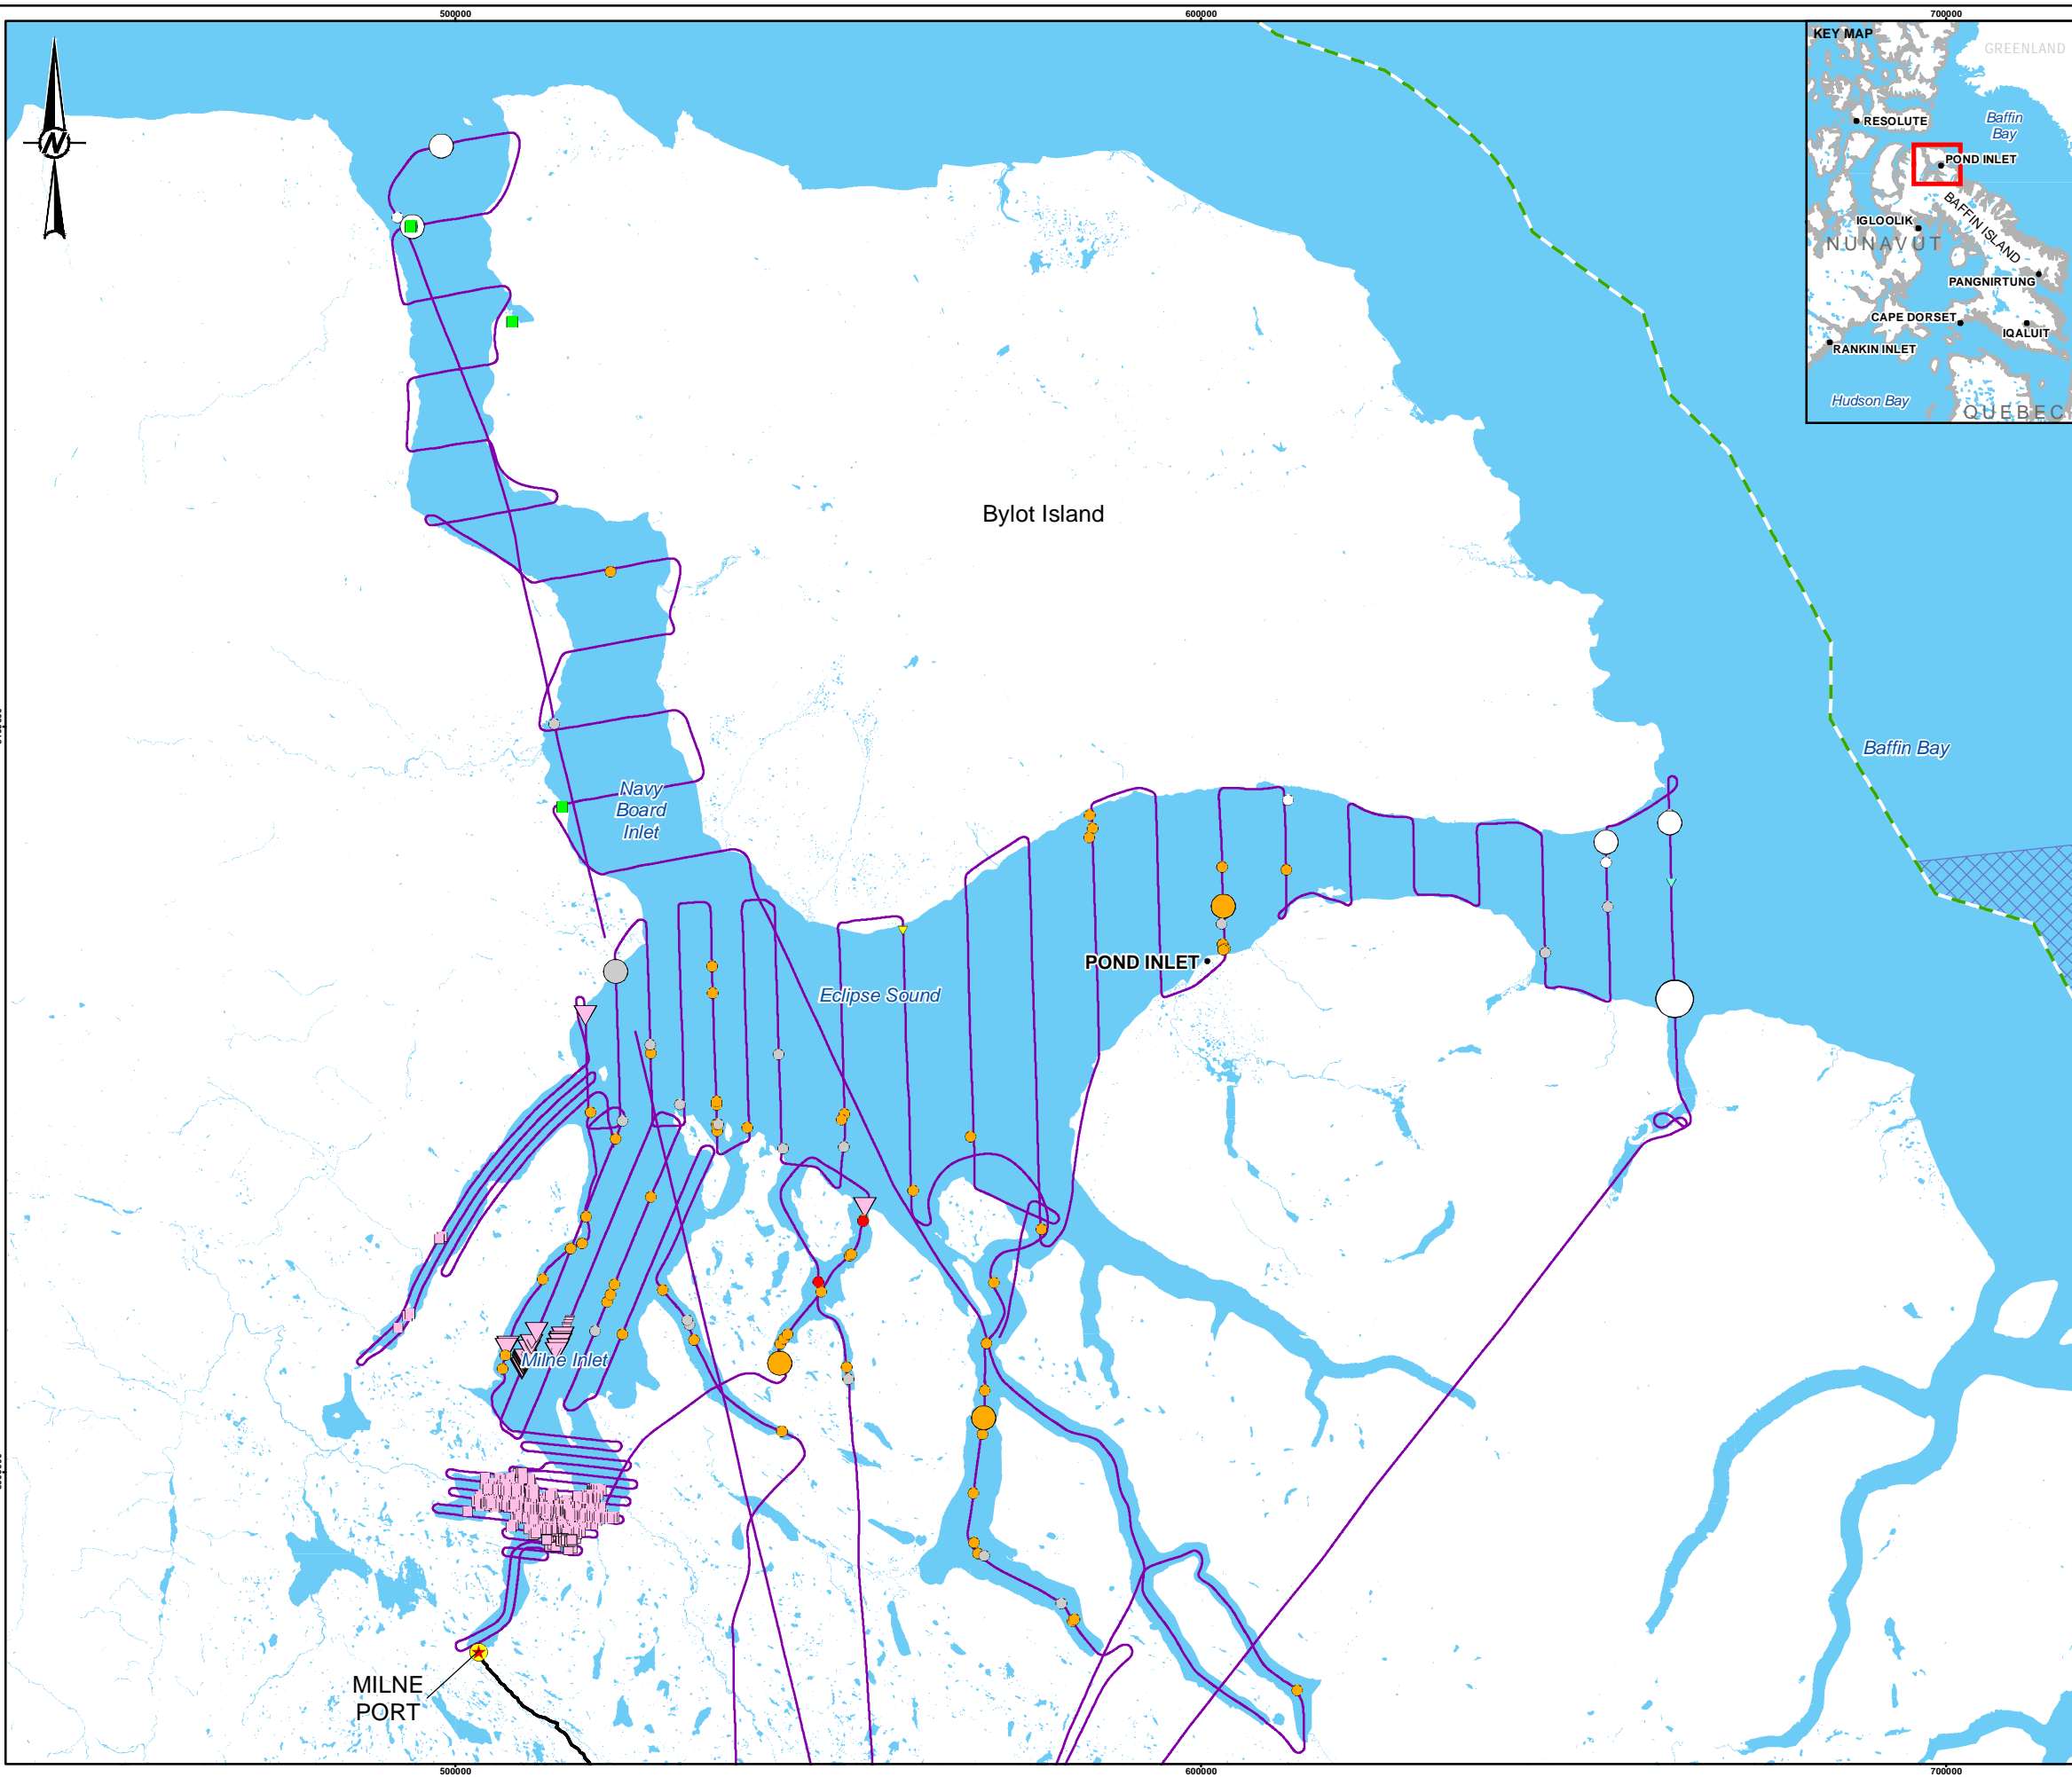 500000
600000
700000
N
KEY MAP
GREENLAND
Baffin
Bay
RESOLUTE
POND INLET
BAFFIN ISLAND
IGLOOLIK
NUNAVUT
PANGNIRTUNG
CAPE DORSET
IQALUIT
RANKIN INLET
Hudson Bay
QUEBEC
Bylot Island
Baffin Bay
Navy
Board
Inlet
POND INLET
Eclipse Sound
Milne Inlet
MILNE
PORT
500000
600000
700000